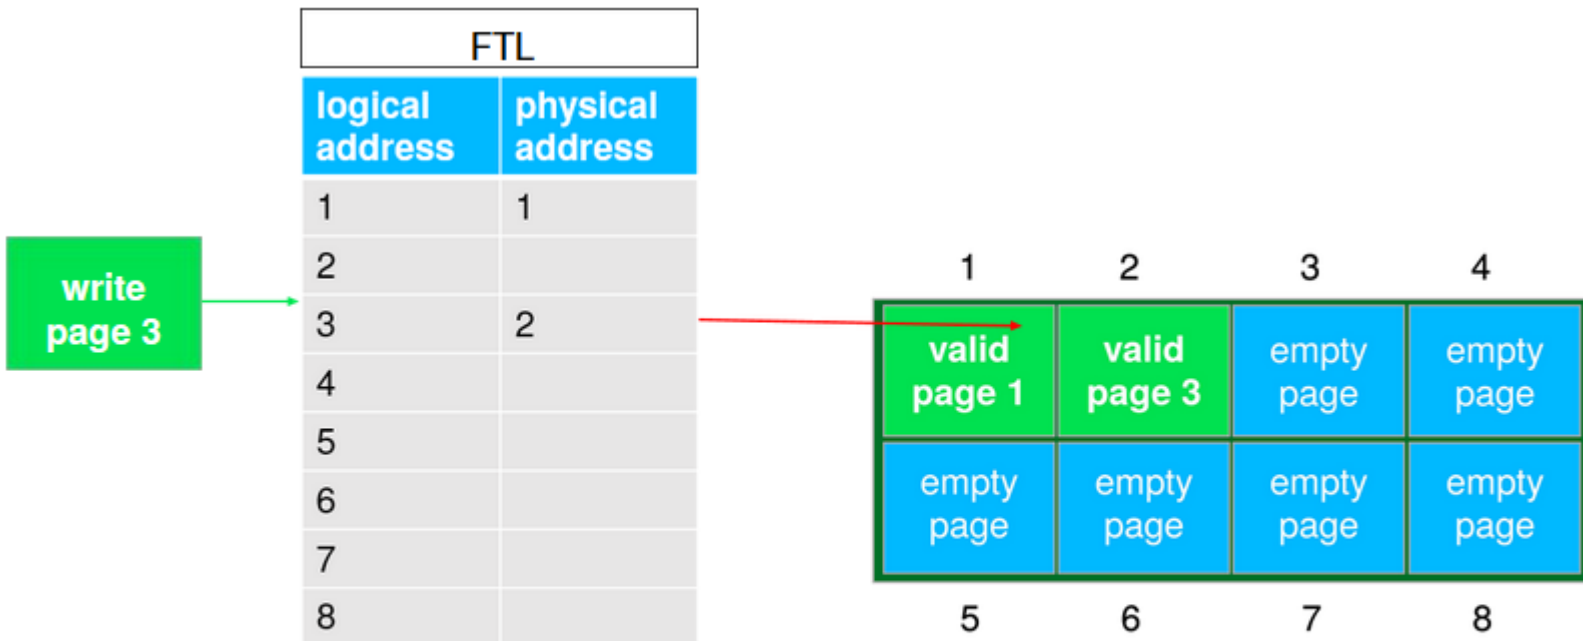 FTL
logical physical
address address
1 1
2
3 2
4
5
6
7
8
write
page 3
1 2 3 4
valid valid empty empty
page 1 page 3 page page
empty empty empty empty
page page page page
5 6 7 8